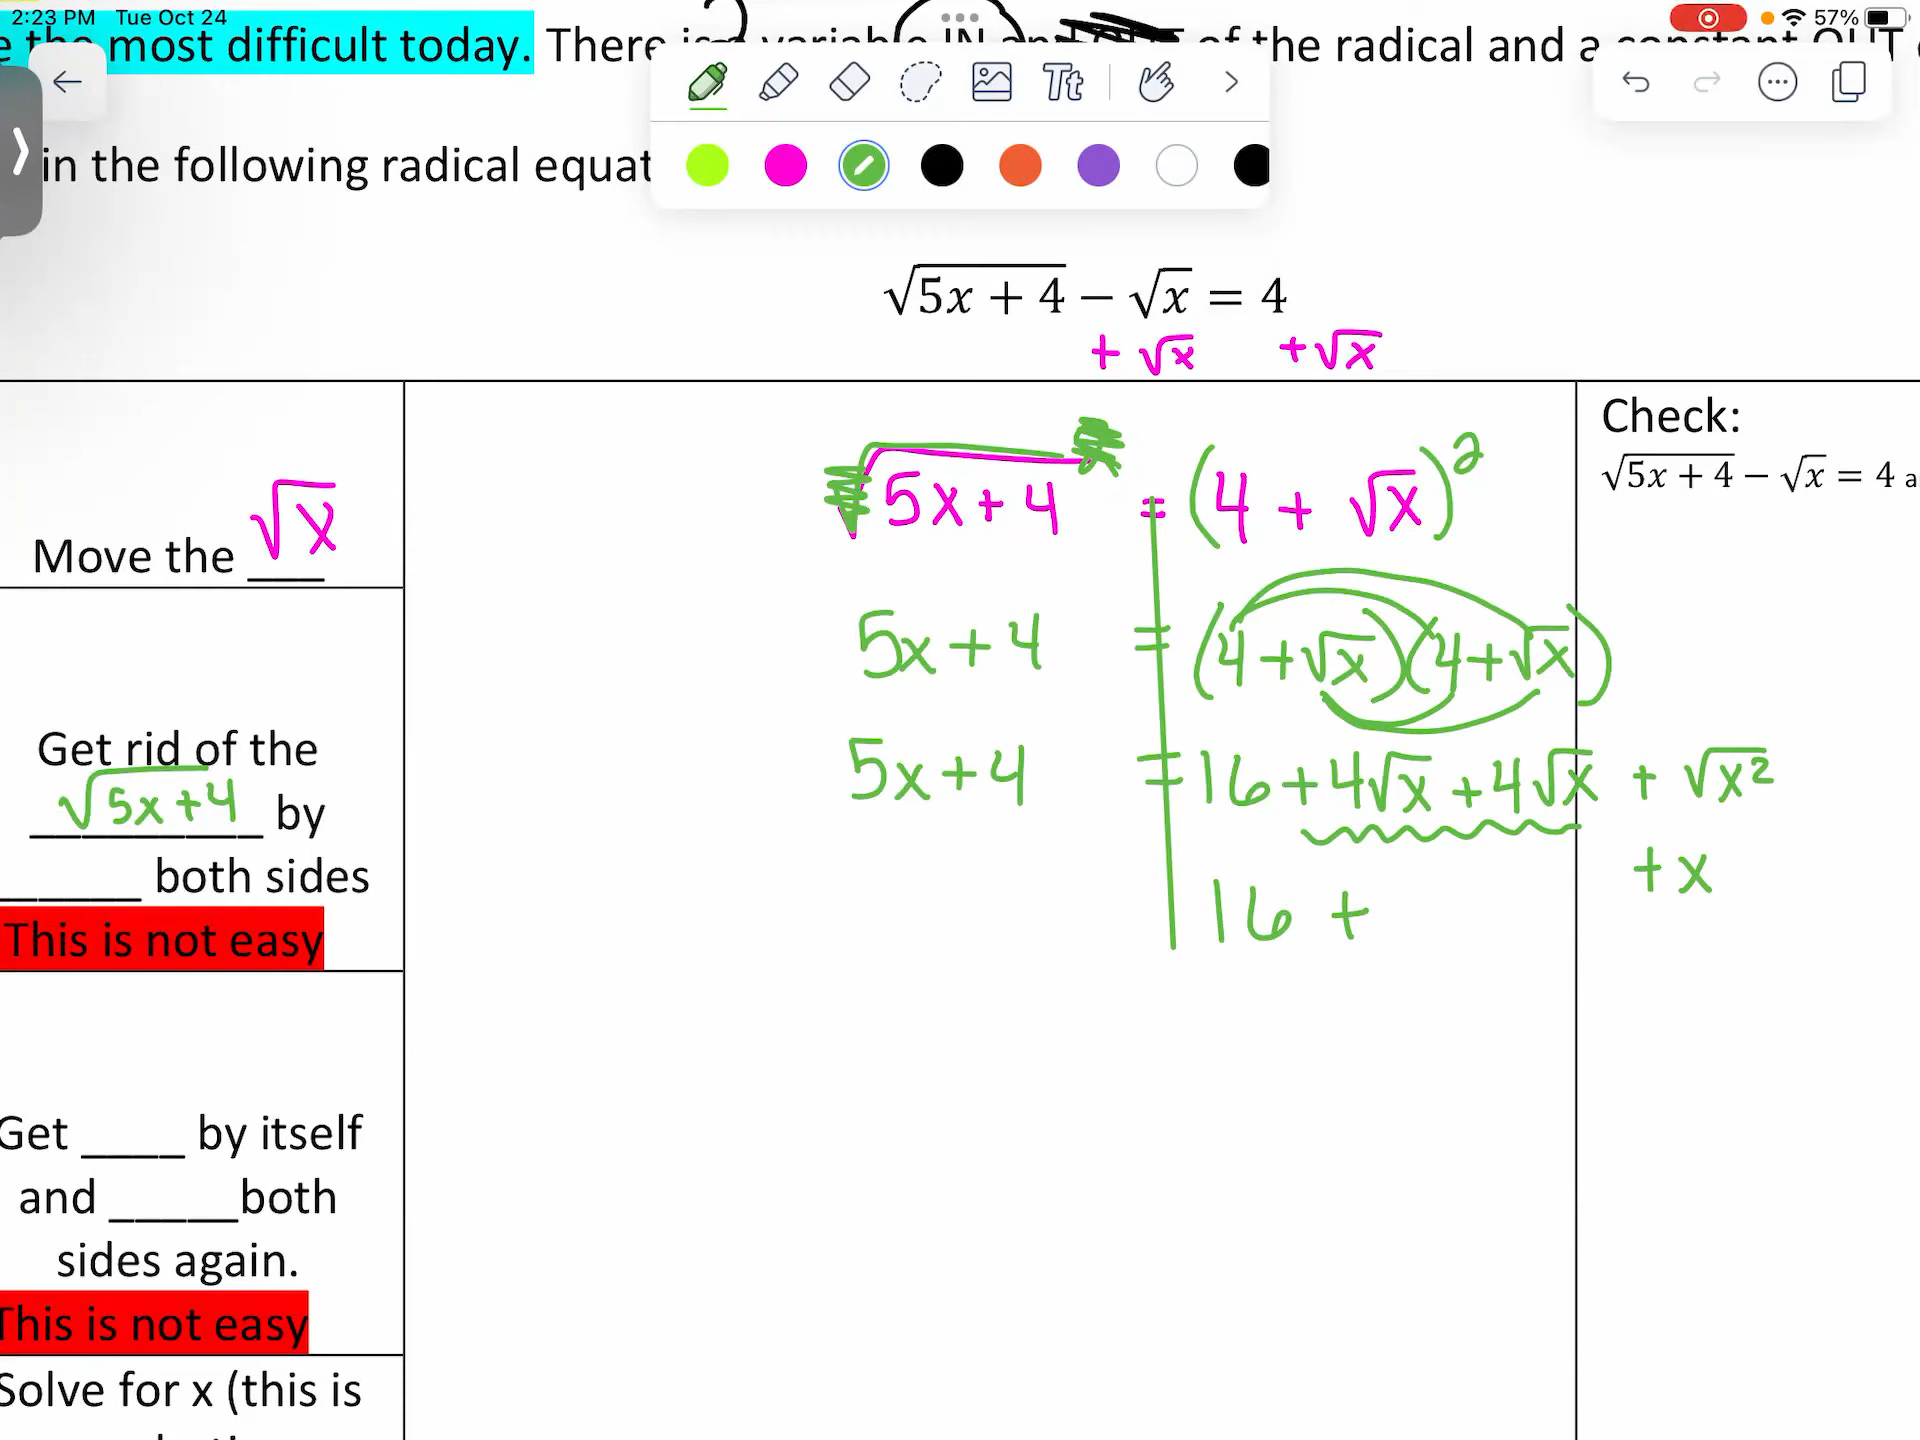 2:23 PM Tue Oct 24
57%
the most difficult today. There is a variable IN and OUT of the radical and a constant OUT
in the following radical equat
Tt
√(5x + 4) − √x = 4
+ √x +√x
Move the √x
√(5x+4) = (4 + √x)²
Check:
√(5x + 4) − √x = 4
5x+4 = (4+√x)(4+√x)
Get rid of the
√(5x+4) by
both sides
This is not easy
5x+4 = 16+4√x+4√x + √x²
+x
16 +
Get ____ by itself
and _____both
sides again.
This is not easy
Solve for x (this is